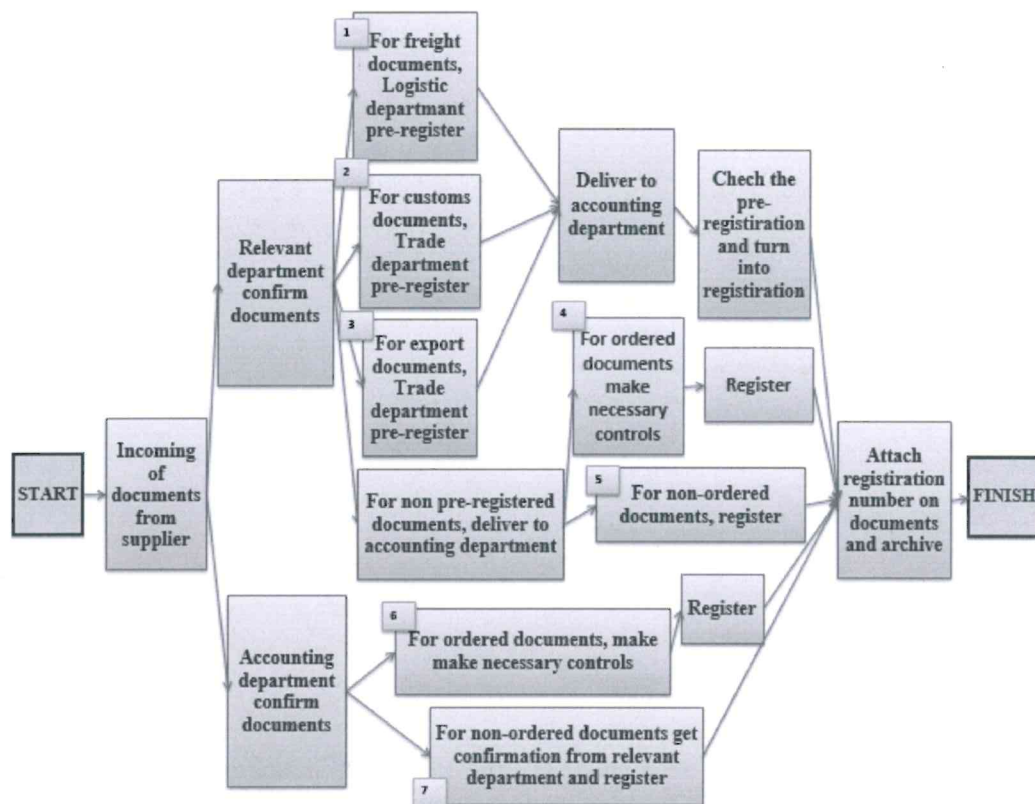 START
Incoming
of
documents
from
supplier
Relevant
department
confirm
documents
1
For freight
documents,
Logistic
departmant
pre-register
2
For customs
documents,
Trade
department
pre-register
3
For export
documents,
Trade
department
pre-register
Deliver to
accounting
department
Chech the
pre-
registiration
and turn
into
registiration
For non pre-registered
documents, deliver to
accounting department
4
For ordered
documents
make
necessary
controls
Register
5
For non-ordered
documents, register
Accounting
department
confirm
documents
6
For ordered documents, make
make necessary controls
Register
7
For non-ordered documents get
confirmation from relevant
department and register
Attach
registiration
number on
documents
and archive
FINISH